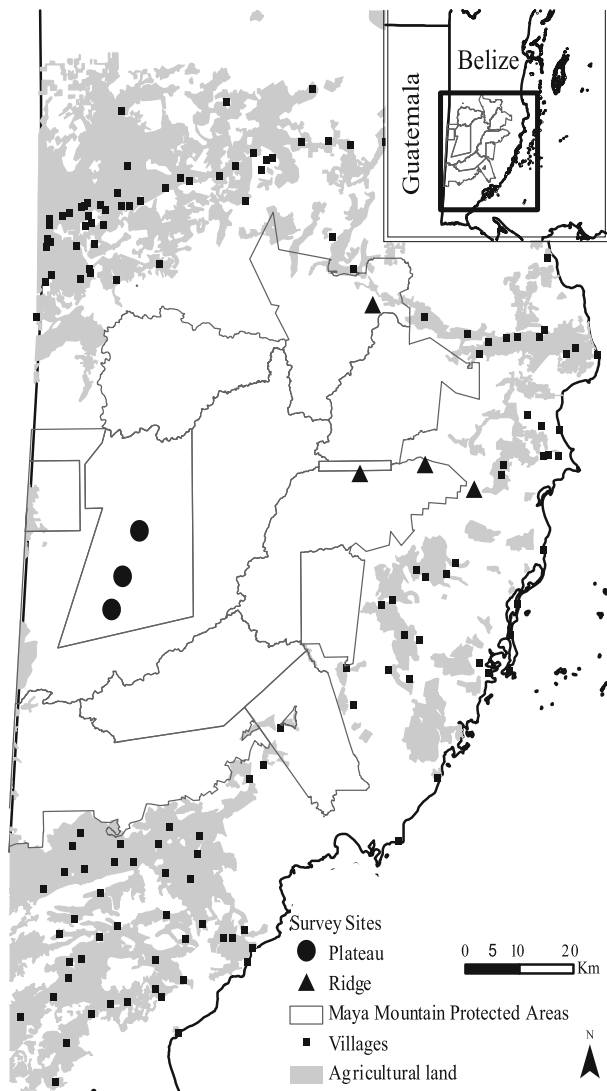 Belize
Guatemala
Survey Sites
Plateau
Ridge
Maya Mountain Protected Areas
Villages
Agricultural land
0 5 10 20
Km
N